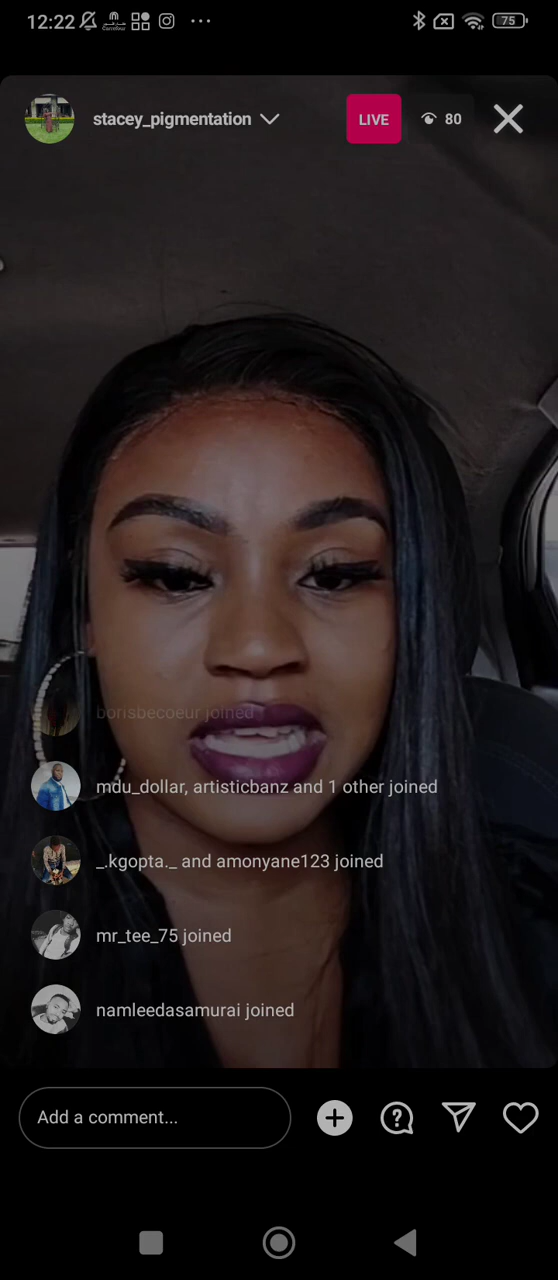 12:22
75
stacey_pigmentation
LIVE
80
borisbecoeur joined
mdu_dollar, artisticbanz and 1 other joined
_.kgopta._ and amonyane123 joined
mr_tee_75 joined
namleedasamurai joined
Add a comment...